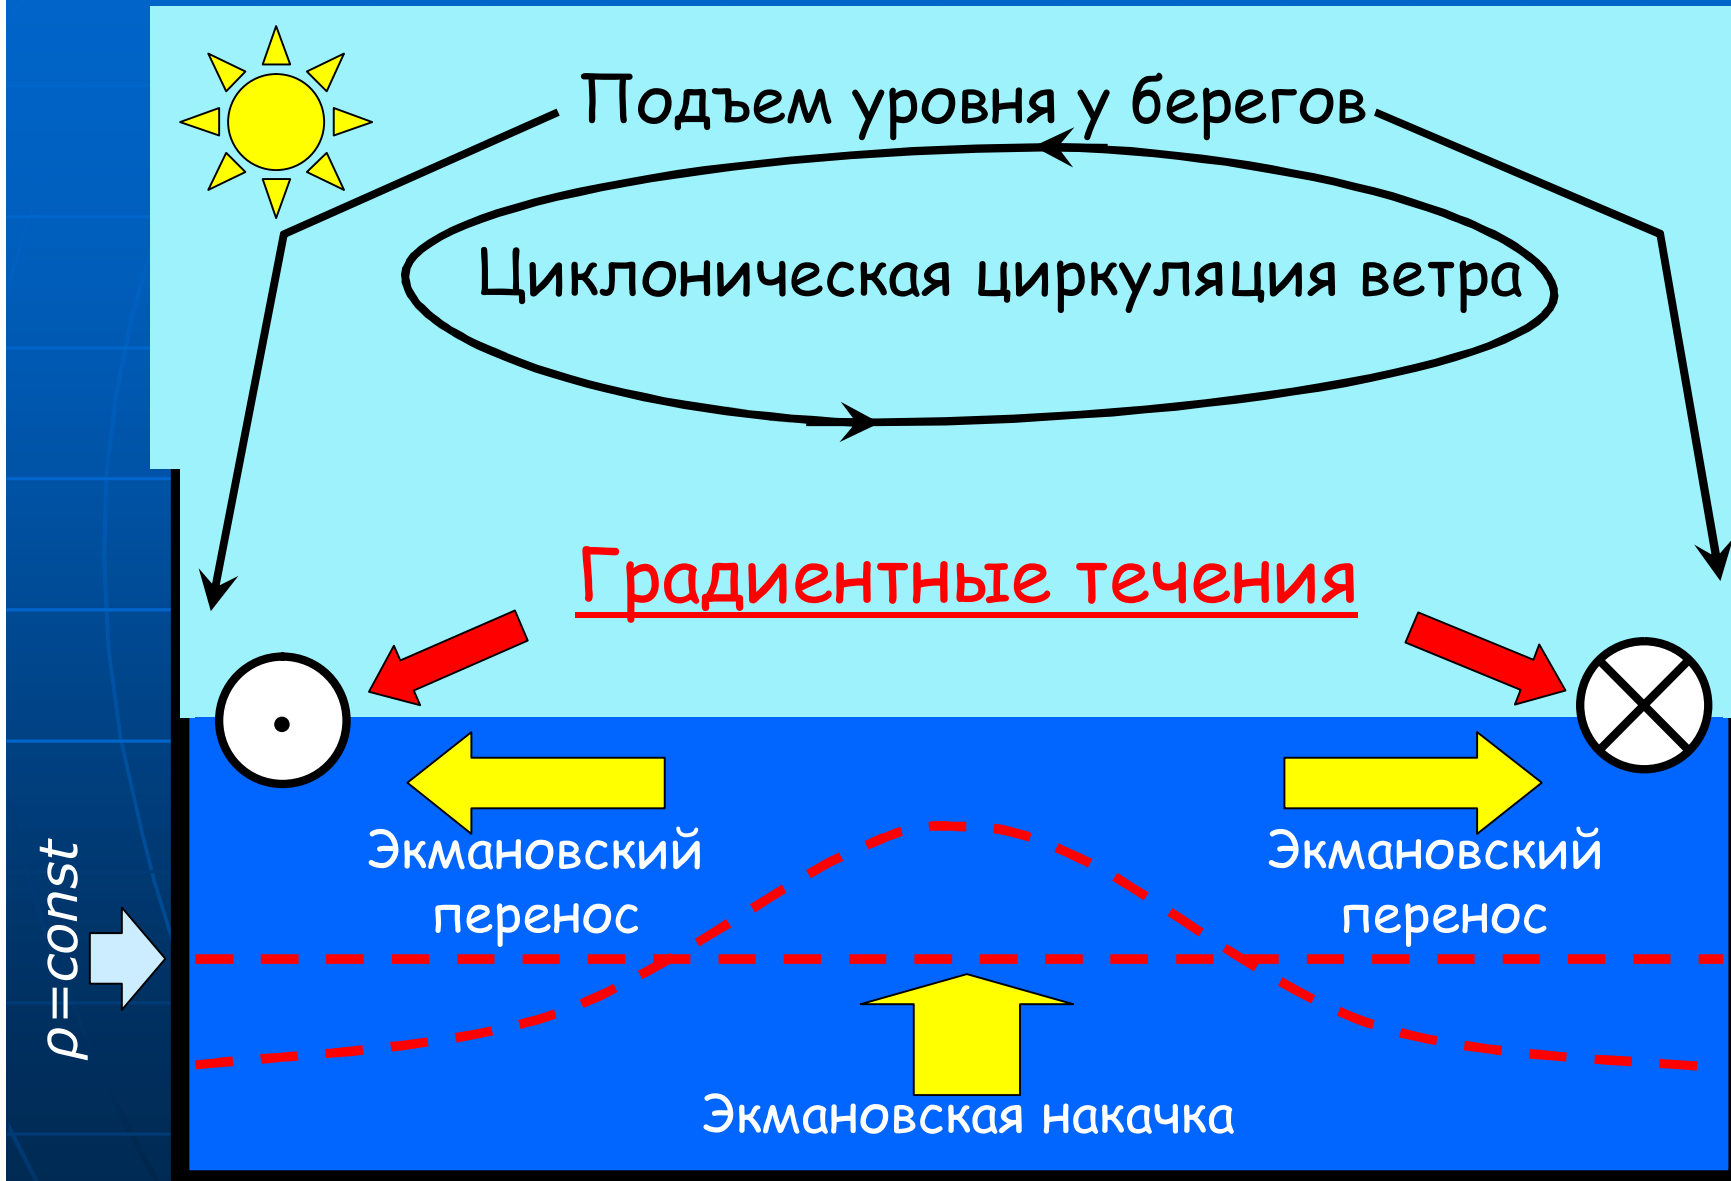 Подъем уровня у берегов
Циклоническая циркуляция ветра
Градиентные течения
Экмановский
перенос
Экмановский
перенос
ρ=const
Экмановская накачка